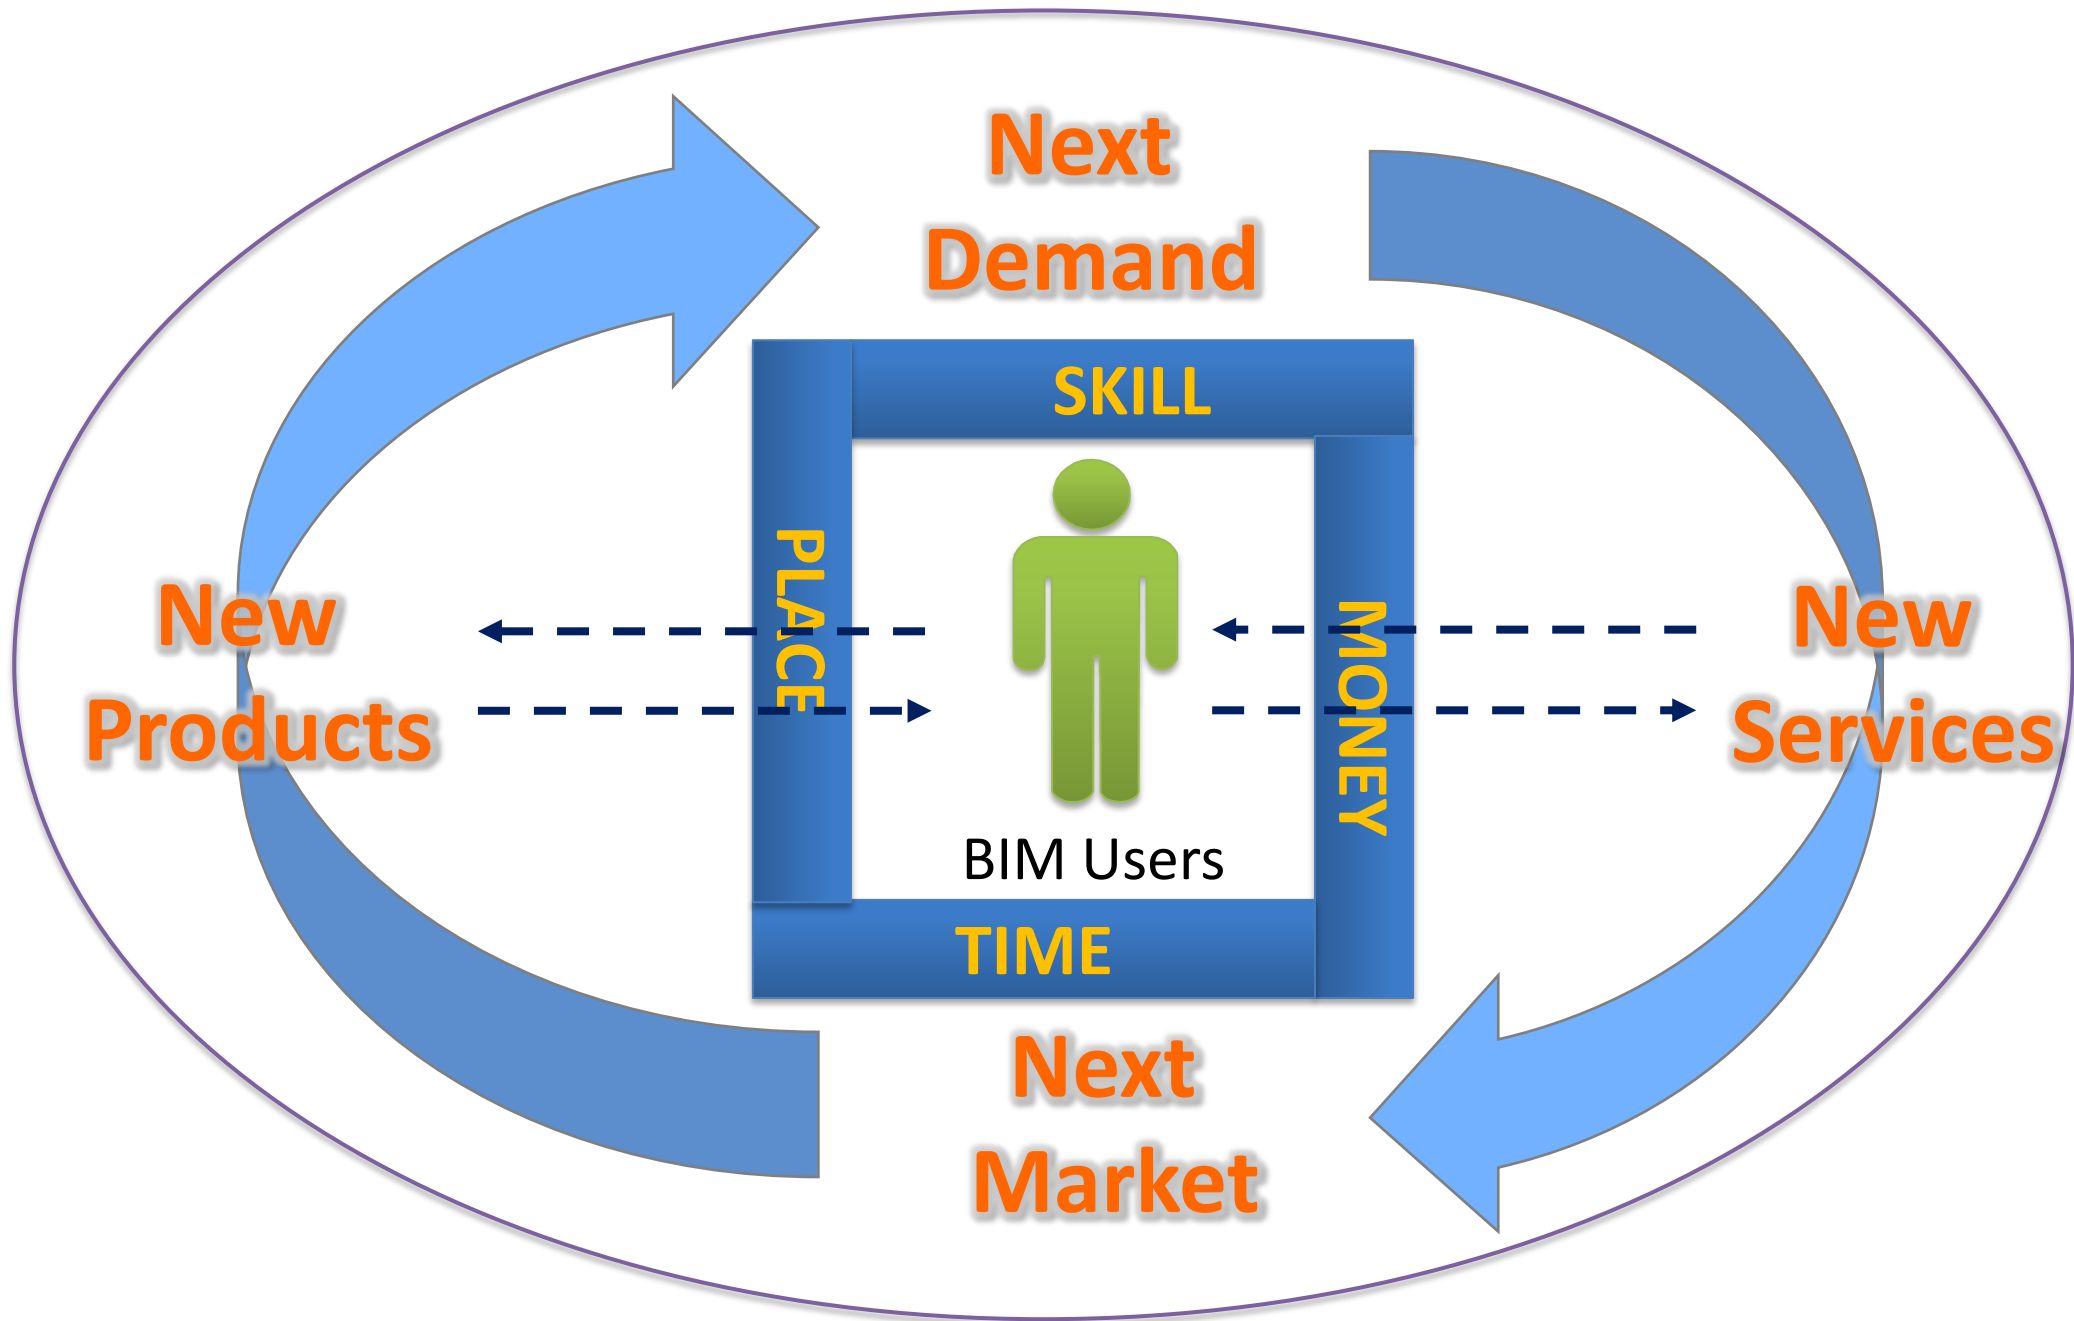 Next
Demand
SKILL
PLACE
MONEY
New
Products
New
Services
BIM Users
TIME
Next
Market